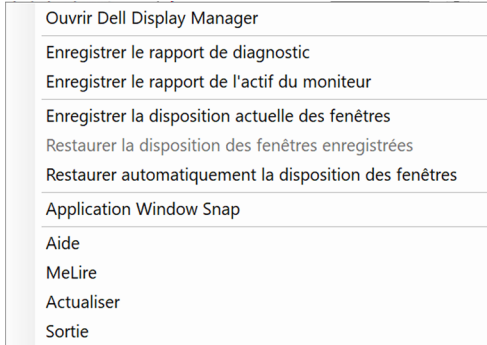 Ouvrir Dell Display Manager
Enregistrer le rapport de diagnostic
Enregistrer le rapport de l'actif du moniteur
Enregistrer la disposition actuelle des fenêtres
Restaurer la disposition des fenêtres enregistrées
Restaurer automatiquement la disposition des fenêtres
Application Window Snap
Aide
MeLire
Actualiser
Sortie